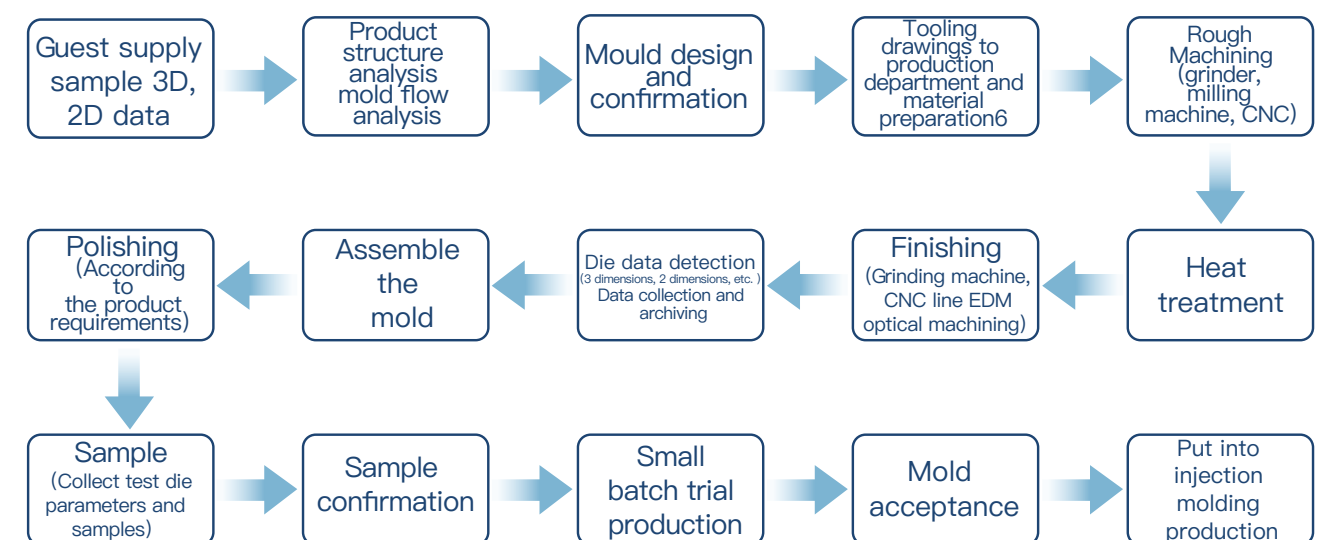 Guest supply
sample 3D,
2D data
Product
structure
analysis
mold flow
analysis
Mould design
and
confirmation
Tooling
drawings to
production
department and
material
preparation6
Rough
Machining
(grinder,
milling
machine, CNC)
Heat
treatment
Finishing
(Grinding machine,
CNC line EDM
optical machining)
Die data detection
(3 dimensions, 2 dimensions, etc. )
Data collection and
archiving
Assemble
the
mold
Polishing
(According
to
the product
requirements)
Sample
(Collect test die
parameters and
samples)
Sample
confirmation
Small
batch trial
production
Mold
acceptance
Put into
injection
molding
production